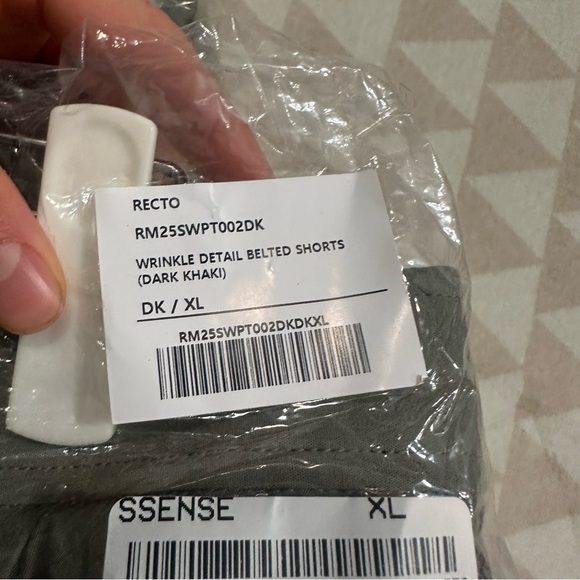 RECTO
RM25SWPT002DK
WRINKLE DETAIL BELTED SHORTS
(DARK KHAKI)
DK / XL
RM25SWPT002DKDKXL
SSENSE XL